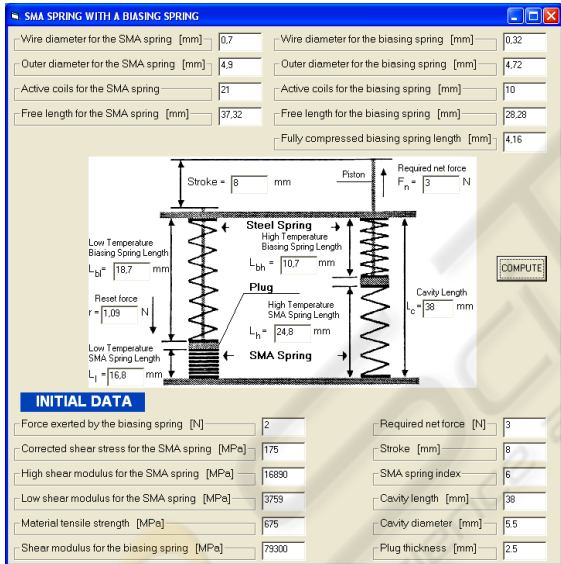 SMA SPRING WITH A BIASING SPRING
Wire diameter for the SMA spring [mm] 0,7
Wire diameter for the biasing spring [mm] 0,32
Outer diameter for the SMA spring [mm] 4,9
Outer diameter for the biasing spring [mm] 4,72
Active coils for the SMA spring 21
Active coils for the biasing spring [mm] 10
Free length for the SMA spring [mm] 37,32
Free length for the biasing spring [mm] 28,28
Fully compressed biasing spring length [mm] 4,16
Stroke = 8 mm
Piston
Required net force
Fn = 3 N
Steel Spring
Low Temperature
Biasing Spring Length
Lbl= 18,7 mm
High Temperature
Biasing Spring Length
Lbh = 10,7 mm
COMPUTE
Plug
Reset force
r = 1,09 N
High Temperature
SMA Spring Length
Lh = 24,8 mm
Cavity Length
Lc = 38 mm
Low Temperature
SMA Spring Length
Ll = 16,8 mm
SMA Spring
INITIAL DATA
Force exerted by the biasing spring [N] 2
Required net force [N] 3
Corrected shear stress for the SMA spring [MPa] 175
Stroke [mm] 8
High shear modulus for the SMA spring [MPa] 16890
SMA spring index 6
Low shear modulus for the SMA spring [MPa] 3759
Cavity length [mm] 38
Material tensile strength [MPa] 675
Cavity diameter [mm] 5.5
Shear modulus for the biasing spring [MPa] 79300
Plug thickness [mm] 2.5